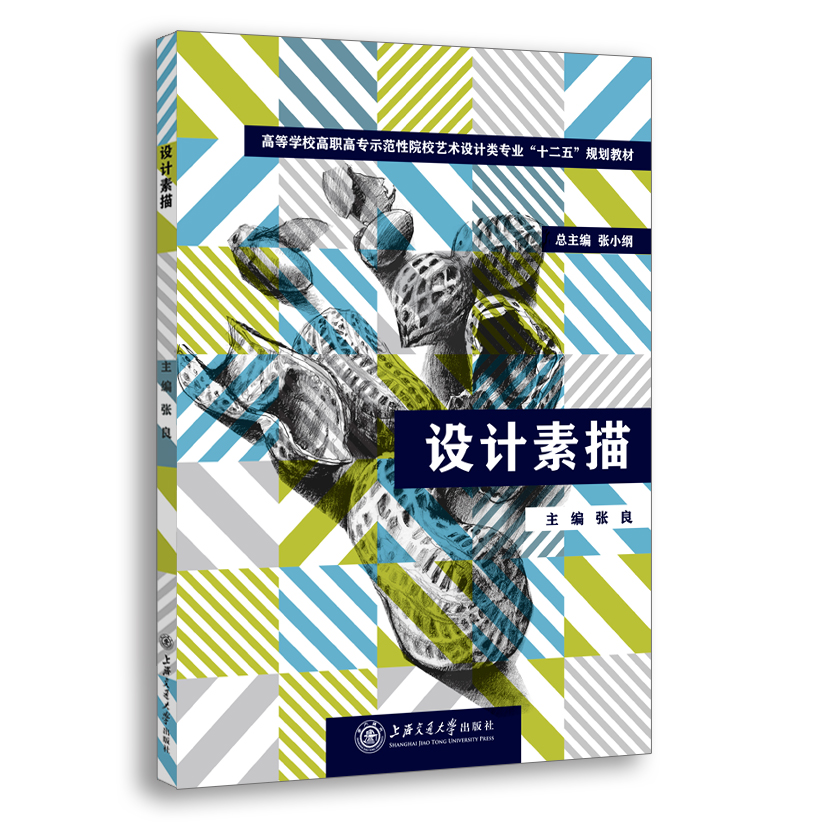 高等学校高职高专示范性院校艺术设计类专业“十二五”规划教材
总主编 张小纲
设计素描
主 编 张 良
上海交通大学出版社
SHANGHAI JIAO TONG UNIVERSITY PRESS
设计素描
主 编 张 良
上海交通大学出版社